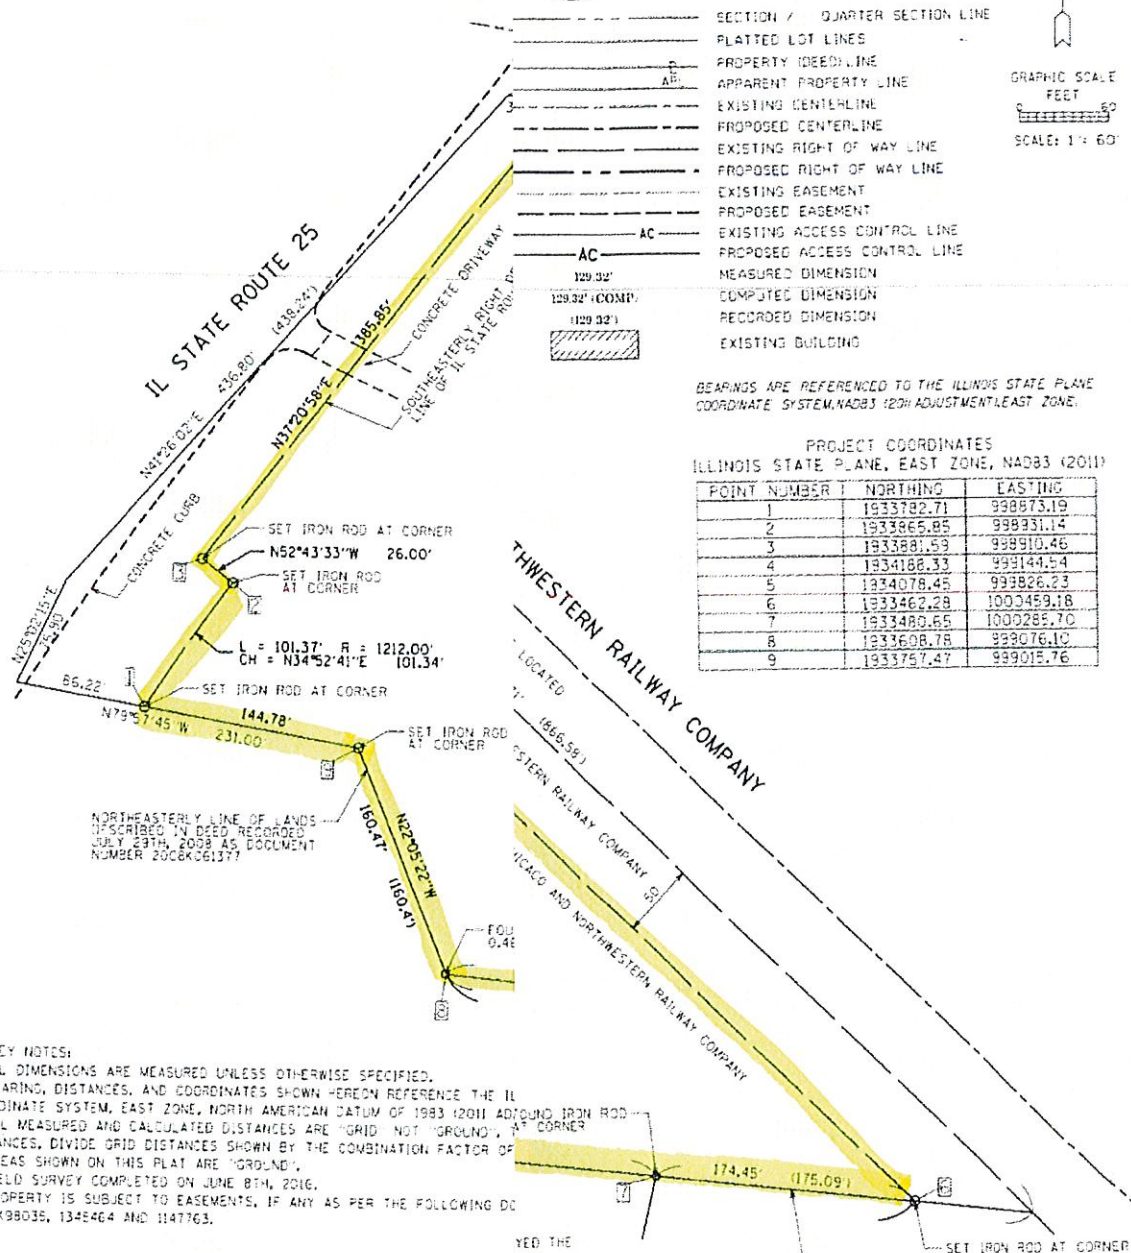 SECTION / QUARTER SECTION LINE
PLATTED LOT LINES
PROPERTY (DEED) LINE
APPARENT PROPERTY LINE
EXISTING CENTERLINE
PROPOSED CENTERLINE
EXISTING RIGHT OF WAY LINE
PROPOSED RIGHT OF WAY LINE
EXISTING EASEMENT
PROPOSED EASEMENT
AC EXISTING ACCESS CONTROL LINE
AC PROPOSED ACCESS CONTROL LINE
129.32' MEASURED DIMENSION
129.32' (COMP) COMPUTED DIMENSION
(129.32') RECORDED DIMENSION
EXISTING BUILDING
GRAPHIC SCALE
FEET
0 60
SCALE: 1": 60'
BEARINGS ARE REFERENCED TO THE ILLINOIS STATE PLANE
COORDINATE SYSTEM, NAD83 (2011 ADJUSTMENT) EAST ZONE.
PROJECT COORDINATES
ILLINOIS STATE PLANE, EAST ZONE, NAD83 (2011)
POINT NUMBER NORTHING EASTING
1 1933782.71 998873.19
2 1933865.85 998931.14
3 1933881.59 998910.46
4 1934188.33 999144.54
5 1934078.45 999826.23
6 1933462.28 1000459.18
7 1933480.65 1000285.70
8 1933608.78 999076.10
9 1933757.47 999015.76
IL STATE ROUTE 25
(439.24')
436.80'
N41°26'02"E
N37°20'58"E
CONCRETE DRIVEWAY
SOUTHEASTERLY RIGHT OF
LINE OF IL STATE ROU
CONCRETE CURB
N25°02'15"E
SET IRON ROD AT CORNER
3
N52°43'33"W 26.00'
SET IRON ROD
AT CORNER
2
L = 101.37' R = 1212.00'
CH = N34°52'41"E 101.34'
1
SET IRON ROD AT CORNER
86.22'
N79°57'45"W
144.78'
231.00'
SET IRON ROD
AT CORNER
9
NORTHEASTERLY LINE OF LANDS
DESCRIBED IN DEED RECORDED
JULY 29TH, 2008 AS DOCUMENT
NUMBER 2008K061377
N22°05'22"W
160.47'
(160.4')
FOU
0.48
8
THWESTERN RAILWAY COMPANY
LOCATED
(866.58')
STERN RAILWAY COMPANY
50
ICAGO AND NORTHWESTERN RAILWAY COMPANY
EY NOTES:
L DIMENSIONS ARE MEASURED UNLESS OTHERWISE SPECIFIED.
ARING, DISTANCES, AND COORDINATES SHOWN HEREON REFERENCE THE IL
DINATE SYSTEM, EAST ZONE, NORTH AMERICAN DATUM OF 1983 (2011 AD
L MEASURED AND CALCULATED DISTANCES ARE "GRID" NOT "GROUND".
ANCES, DIVIDE GRID DISTANCES SHOWN BY THE COMBINATION FACTOR OF
EAS SHOWN ON THIS PLAT ARE "GROUND".
ELD SURVEY COMPLETED ON JUNE 8TH, 2016.
OPERTY IS SUBJECT TO EASEMENTS, IF ANY AS PER THE FOLLOWING DO
K98035, 1345464 AND 1147763.
OUND IRON ROD
AT CORNER
7
174.45'
(175.09')
6
SET IRON ROD AT CORNER
YED THE